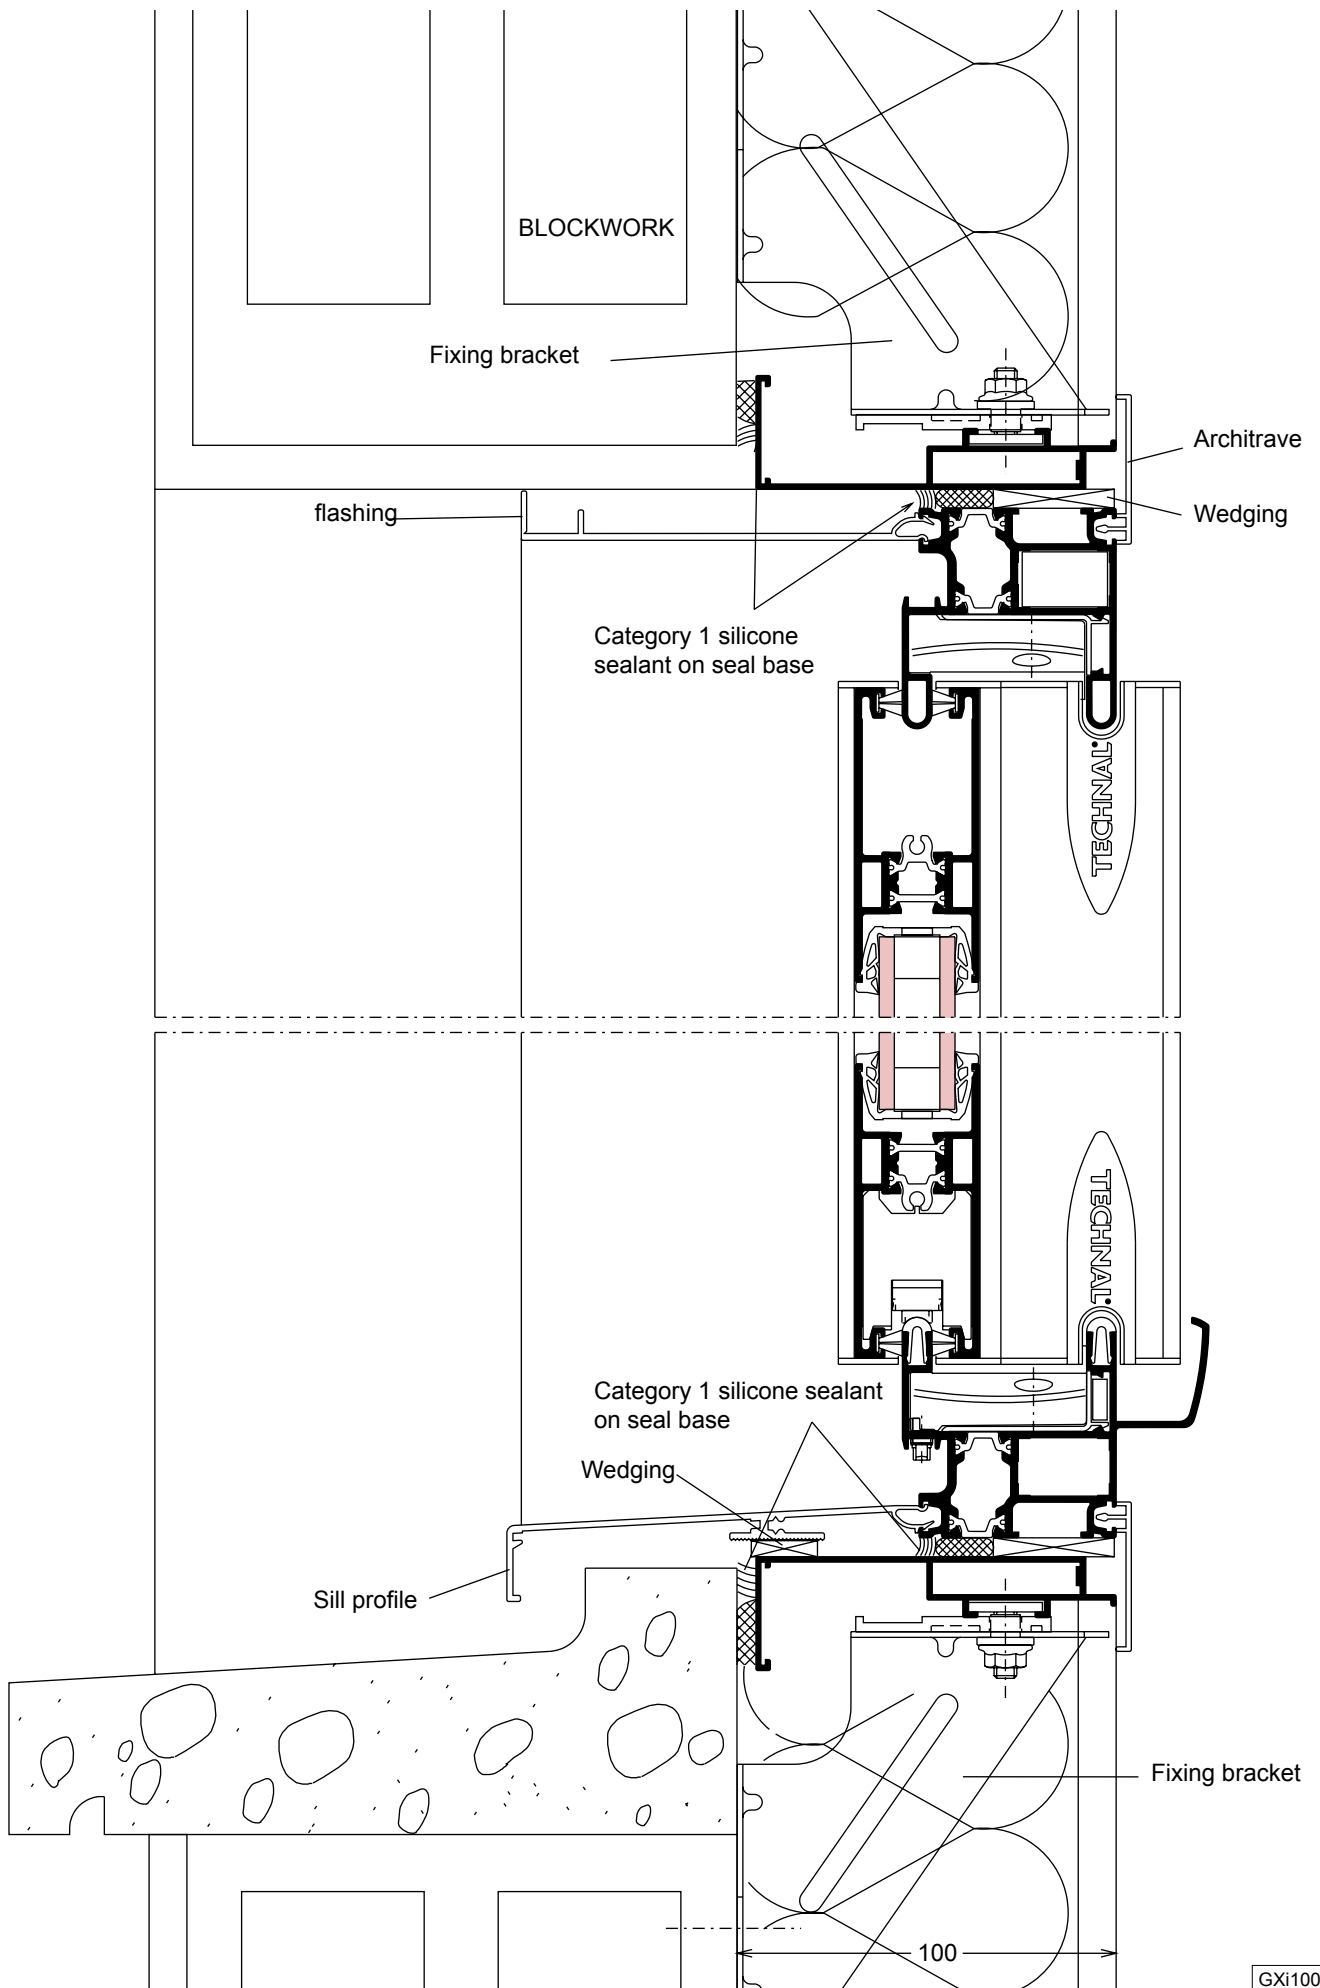 BLOCKWORK
Fixing bracket
Architrave
flashing
Wedging
Category 1 silicone
sealant on seal base
TECHNAL
TECHNAL
Category 1 silicone sealant
on seal base
Wedging
Sill profile
Fixing bracket
100
GXi100